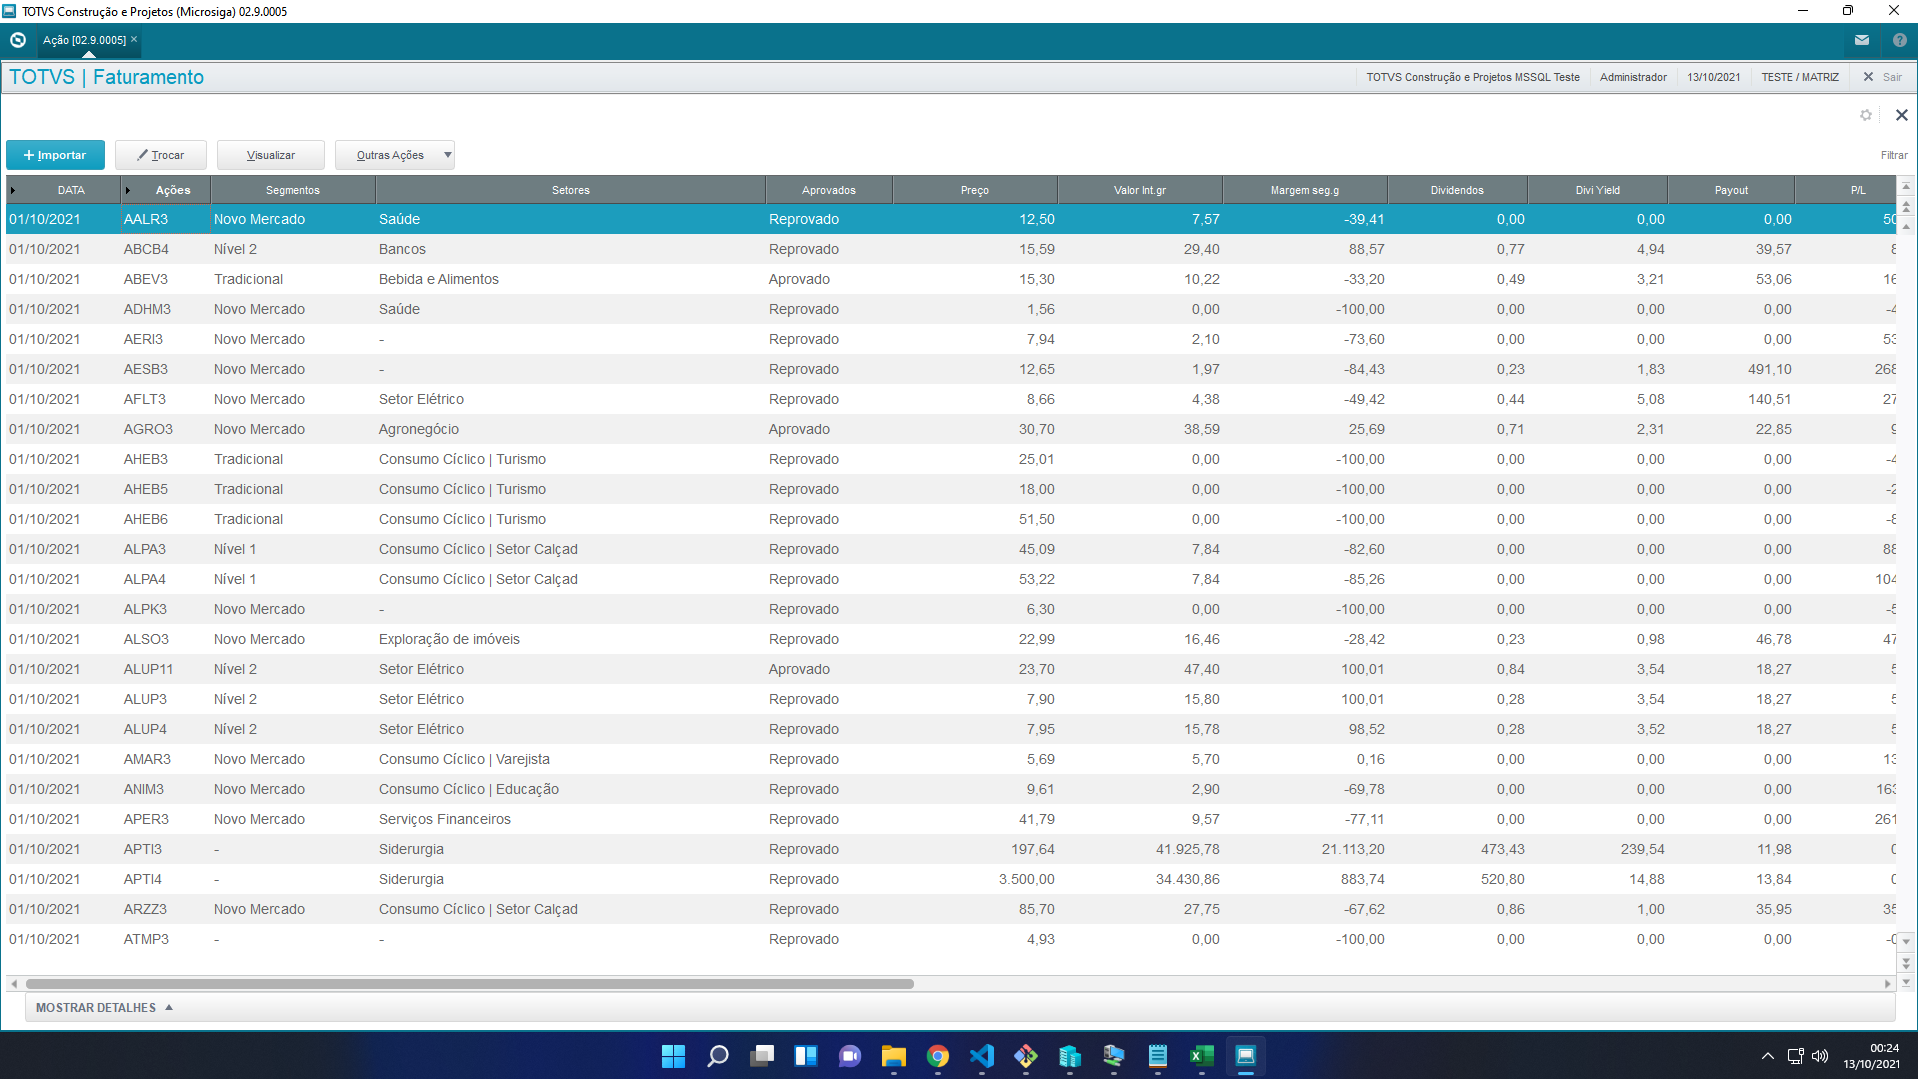 TOTVS Construção e Projetos (Microsiga) 02.9.0005
Ação [02.9.0005]
TOTVS | Faturamento TOTVS Construção e Projetos MSSQL Teste Administrador 13/10/2021 TESTE / MATRIZ Sair
+ Importar Trocar Visualizar Outras Ações Filtrar
DATA Ações Segmentos Setores Aprovados Preço Valor Int.gr Margem seg.g Dividendos Divi Yield Payout P/L
01/10/2021 AALR3 Novo Mercado Saúde Reprovado 12,50 7,57 -39,41 0,00 0,00 0,00 50
01/10/2021 ABCB4 Nível 2 Bancos Reprovado 15,59 29,40 88,57 0,77 4,94 39,57 8
01/10/2021 ABEV3 Tradicional Bebida e Alimentos Aprovado 15,30 10,22 -33,20 0,49 3,21 53,06 16
01/10/2021 ADHM3 Novo Mercado Saúde Reprovado 1,56 0,00 -100,00 0,00 0,00 0,00 -4
01/10/2021 AERI3 Novo Mercado - Reprovado 7,94 2,10 -73,60 0,00 0,00 0,00 53
01/10/2021 AESB3 Novo Mercado - Reprovado 12,65 1,97 -84,43 0,23 1,83 491,10 268
01/10/2021 AFLT3 Novo Mercado Setor Elétrico Reprovado 8,66 4,38 -49,42 0,44 5,08 140,51 27
01/10/2021 AGRO3 Novo Mercado Agronegócio Aprovado 30,70 38,59 25,69 0,71 2,31 22,85 9
01/10/2021 AHEB3 Tradicional Consumo Cíclico | Turismo Reprovado 25,01 0,00 -100,00 0,00 0,00 0,00 -4
01/10/2021 AHEB5 Tradicional Consumo Cíclico | Turismo Reprovado 18,00 0,00 -100,00 0,00 0,00 0,00 -2
01/10/2021 AHEB6 Tradicional Consumo Cíclico | Turismo Reprovado 51,50 0,00 -100,00 0,00 0,00 0,00 -8
01/10/2021 ALPA3 Nível 1 Consumo Cíclico | Setor Calçad Reprovado 45,09 7,84 -82,60 0,00 0,00 0,00 88
01/10/2021 ALPA4 Nível 1 Consumo Cíclico | Setor Calçad Reprovado 53,22 7,84 -85,26 0,00 0,00 0,00 104
01/10/2021 ALPK3 Novo Mercado - Reprovado 6,30 0,00 -100,00 0,00 0,00 0,00 -5
01/10/2021 ALSO3 Novo Mercado Exploração de imóveis Reprovado 22,99 16,46 -28,42 0,23 0,98 46,78 47
01/10/2021 ALUP11 Nível 2 Setor Elétrico Aprovado 23,70 47,40 100,01 0,84 3,54 18,27 5
01/10/2021 ALUP3 Nível 2 Setor Elétrico Reprovado 7,90 15,80 100,01 0,28 3,54 18,27 5
01/10/2021 ALUP4 Nível 2 Setor Elétrico Reprovado 7,95 15,78 98,52 0,28 3,52 18,27 5
01/10/2021 AMAR3 Novo Mercado Consumo Cíclico | Varejista Reprovado 5,69 5,70 0,16 0,00 0,00 0,00 13
01/10/2021 ANIM3 Novo Mercado Consumo Cíclico | Educação Reprovado 9,61 2,90 -69,78 0,00 0,00 0,00 163
01/10/2021 APER3 Novo Mercado Serviços Financeiros Reprovado 41,79 9,57 -77,11 0,00 0,00 0,00 261
01/10/2021 APTI3 - Siderurgia Reprovado 197,64 41.925,78 21.113,20 473,43 239,54 11,98 0
01/10/2021 APTI4 - Siderurgia Reprovado 3.500,00 34.430,86 883,74 520,80 14,88 13,84 0
01/10/2021 ARZZ3 Novo Mercado Consumo Cíclico | Setor Calçad Reprovado 85,70 27,75 -67,62 0,86 1,00 35,95 35
01/10/2021 ATMP3 - - Reprovado 4,93 0,00 -100,00 0,00 0,00 0,00 -0
MOSTRAR DETALHES
00:24
13/10/2021